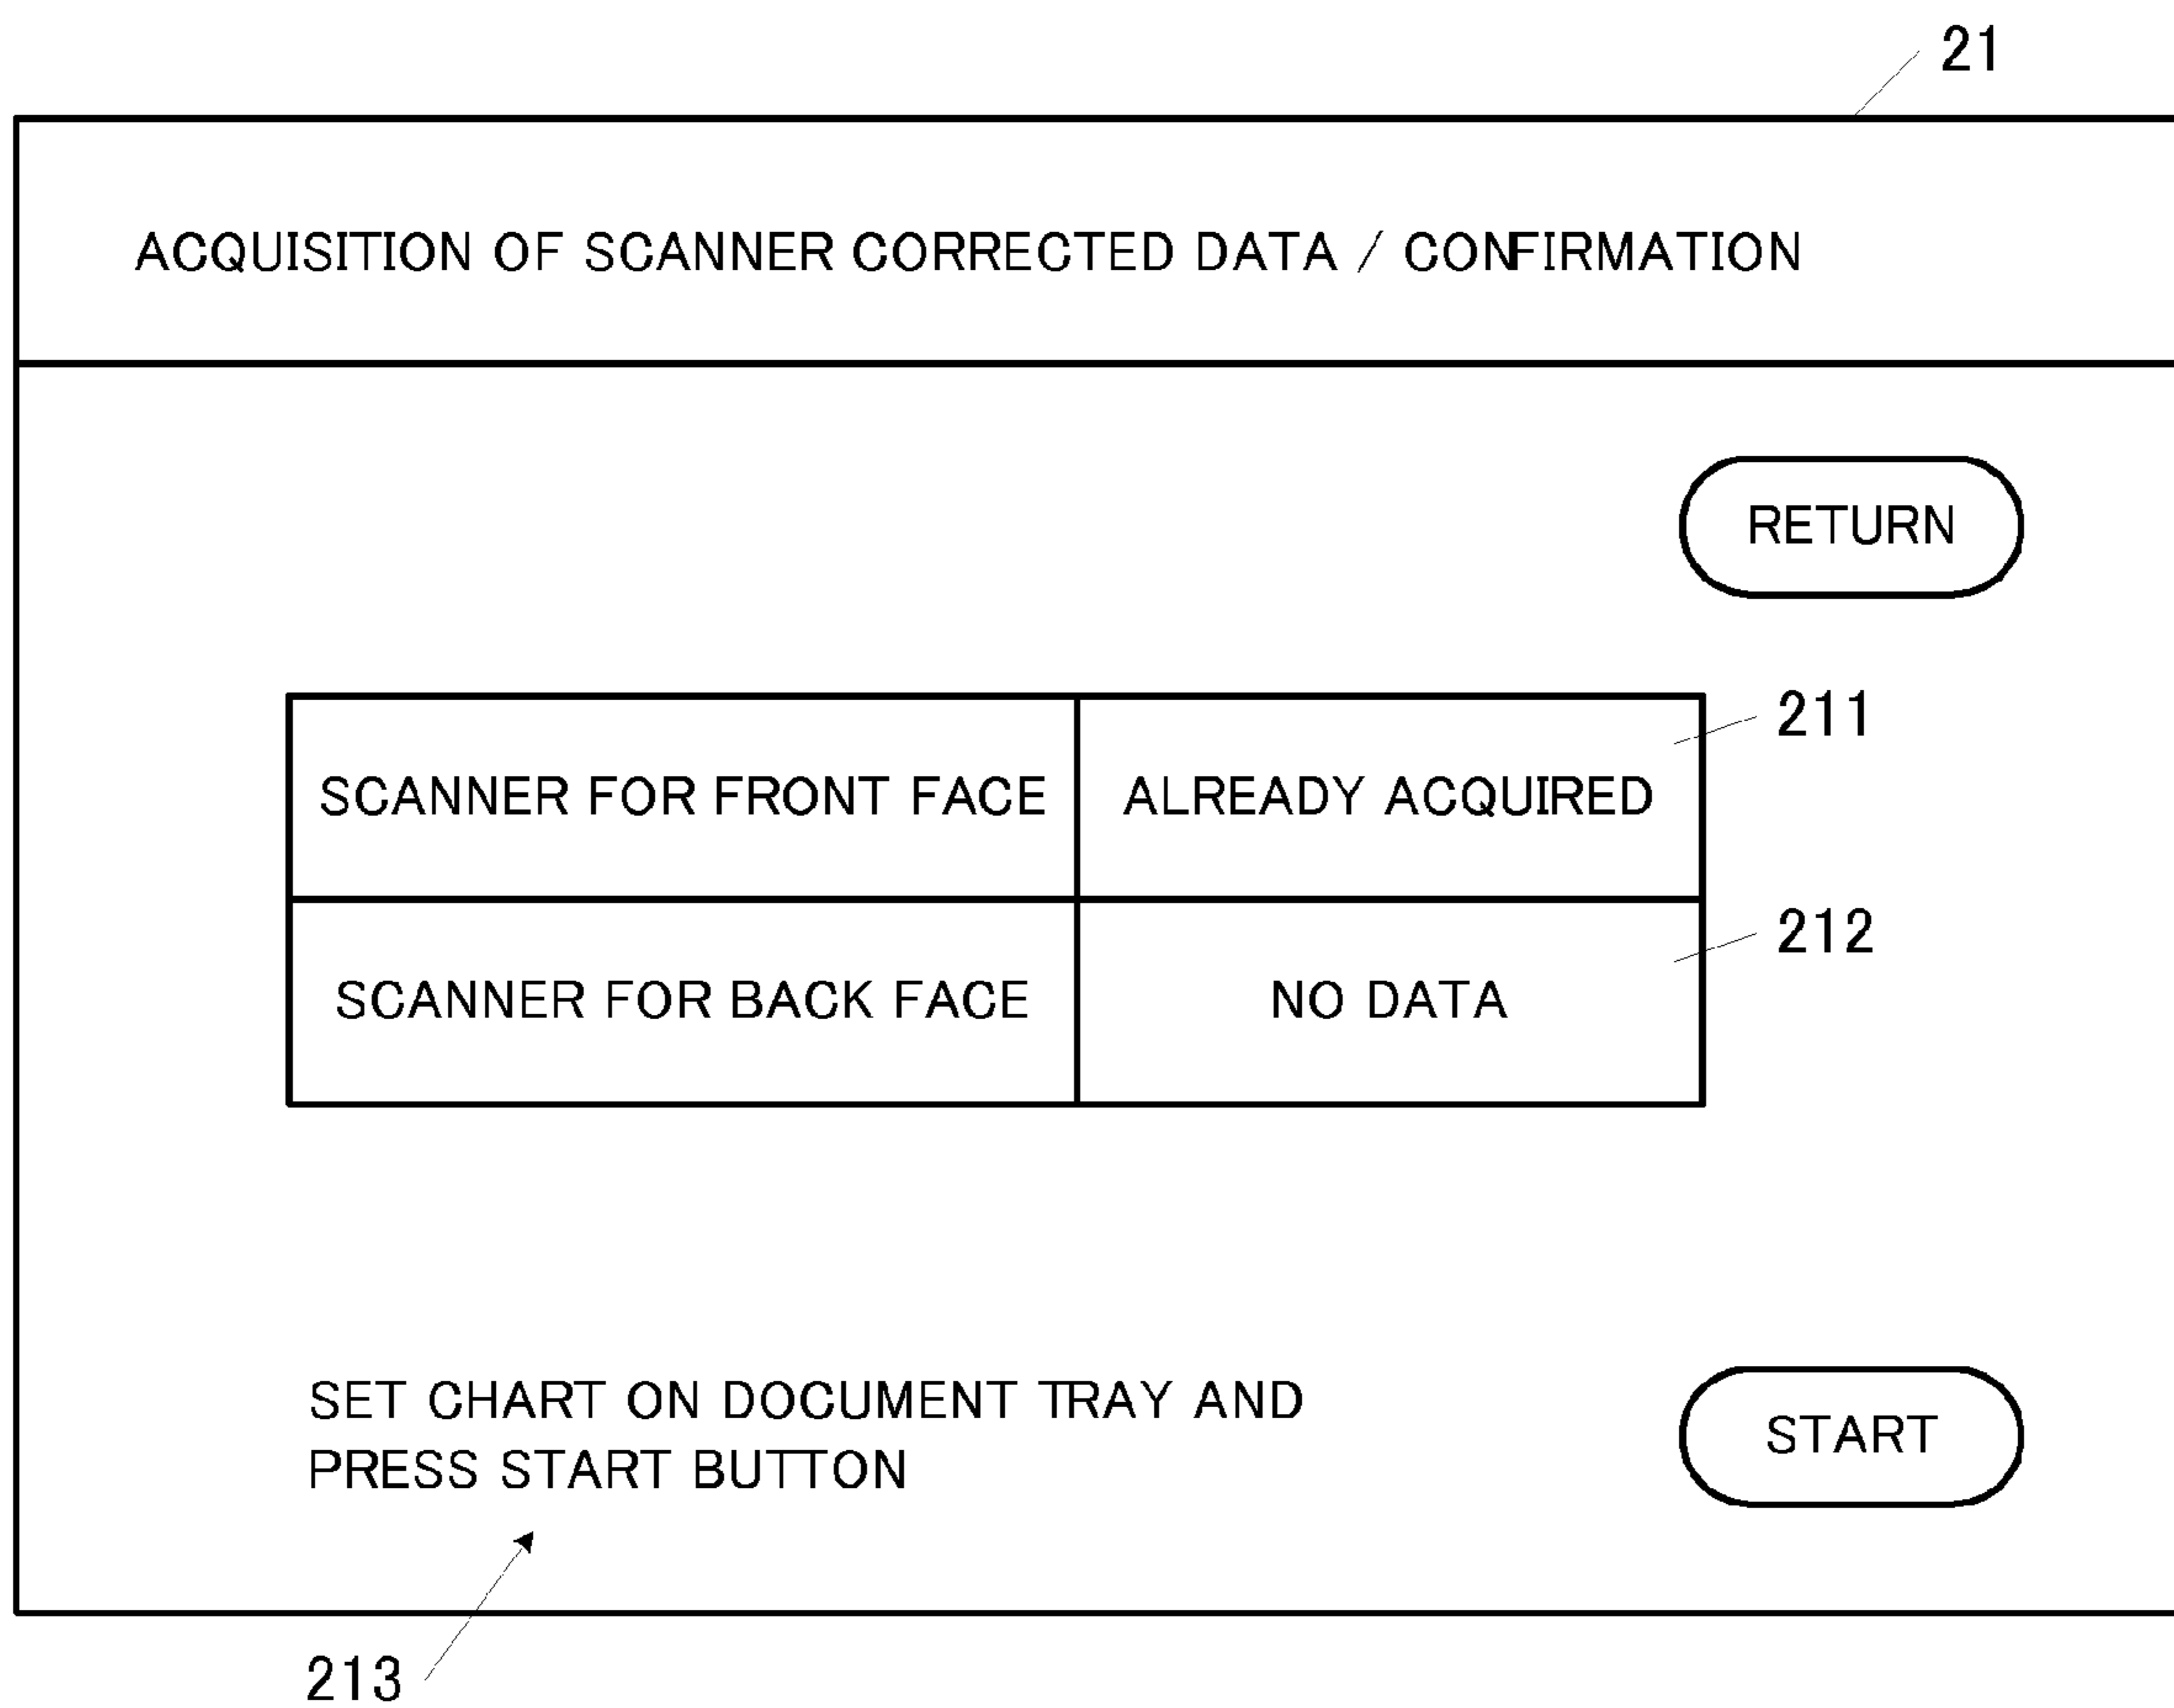 21
ACQUISITION OF SCANNER CORRECTED DATA / CONFIRMATION
RETURN
211
SCANNER FOR FRONT FACE ALREADY ACQUIRED
212
SCANNER FOR BACK FACE NO DATA
SET CHART ON DOCUMENT TRAY AND
PRESS START BUTTON
START
213